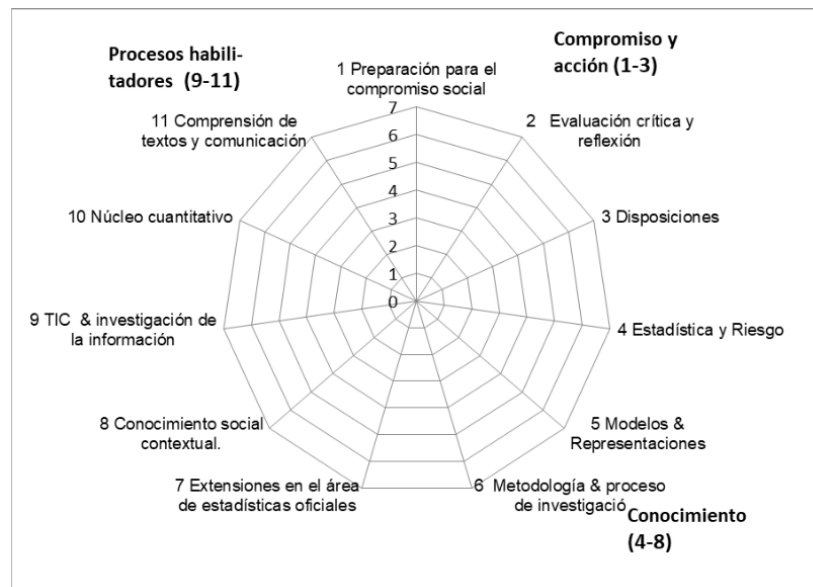 Procesos habili-
tadores (9-11)
Compromiso y
acción (1-3)
1 Preparación para el
compromiso social
2 Evaluación crítica y
reflexión
3 Disposiciones
4 Estadística y Riesgo
5 Modelos &
Representaciones
6 Metodología & proceso
de investigació
Conocimiento
(4-8)
7 Extensiones en el área
de estadísticas oficiales
8 Conocimiento social
contextual.
9 TIC & investigación de
la información
10 Núcleo cuantitativo
11 Comprensión de
textos y comunicación
7
6
5
4
3
2
1
0